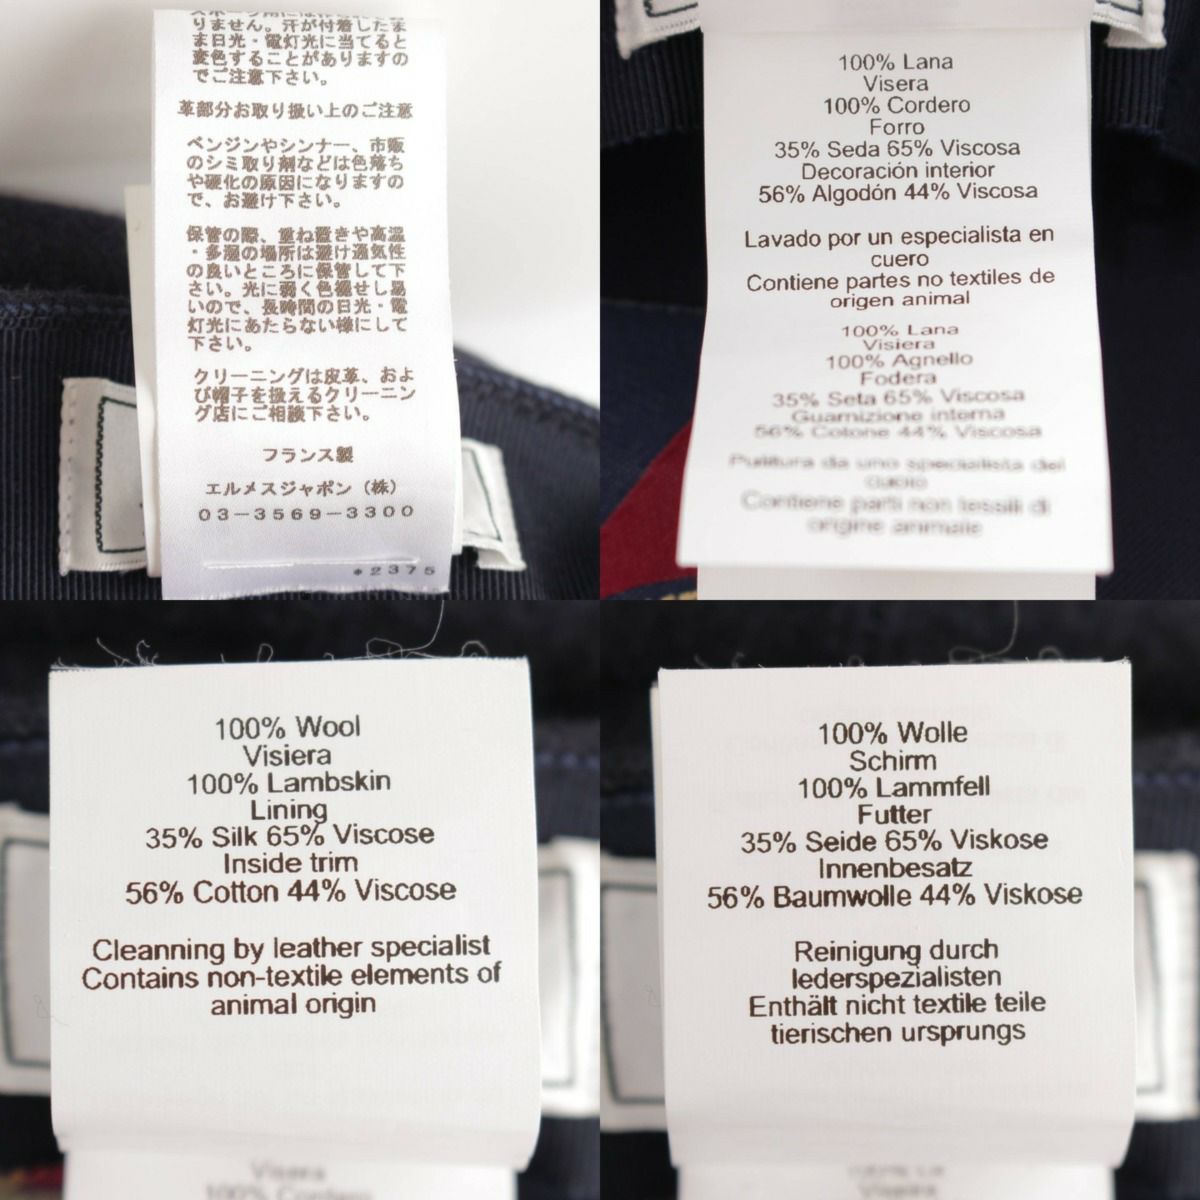 りません。汗が付着したま
ま日光・電灯光に当てると
変色することがありますの
でご注意下さい。
革部分お取り扱い上のご注意
ベンジンやシンナー、市販
のシミ取り剤などは色落ち
や硬化の原因になりますの
で、お避け下さい。
保管の際、重ね置きや高温
・多湿の場所は避け通気性
の良いところに保管して下
さい。光に弱く色褪せし易
いので、長時間の日光・電
灯光にあたらない様にして
下さい。
クリーニングは皮革、およ
び帽子を扱えるクリーニン
グ店にご相談下さい。
フランス製
エルメスジャポン（株）
03-3569-3300
*2375
100% Lana
Visera
100% Cordero
Forro
35% Seda 65% Viscosa
Decoración interior
56% Algodón 44% Viscosa
Lavado por un especialista en
cuero
Contiene partes no textiles de
origen animal
100% Lana
Visiera
100% Agnello
Fodera
35% Seta 65% Viscosa
Guarnizione interna
56% Cotone 44% Viscosa
Pulitura da uno specialista del
cuoio
Contiene parti non tessili di
origine animale
100% Wool
Visiera
100% Lambskin
Lining
35% Silk 65% Viscose
Inside trim
56% Cotton 44% Viscose
Cleanning by leather specialist
Contains non-textile elements of
animal origin
Visera
100% Cordero
100% Wolle
Schirm
100% Lammfell
Futter
35% Seide 65% Viskose
Innenbesatz
56% Baumwolle 44% Viskose
Reinigung durch
lederspezialisten
Enthält nicht textile teile
tierischen ursprungs